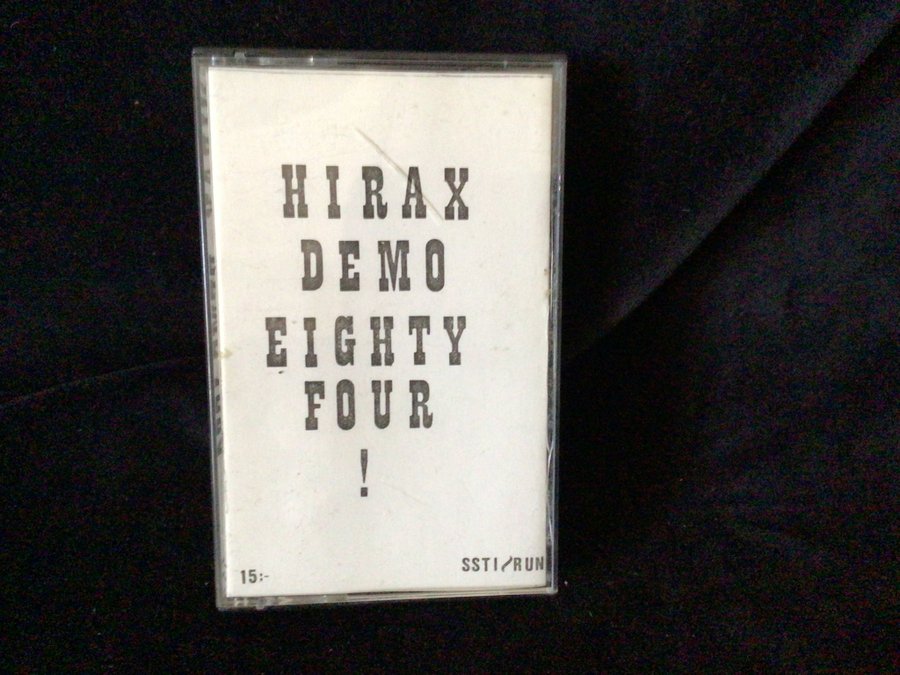 HIRAX
DEMO
EIGHTY
FOUR
!
15:-
SSTI/RUN